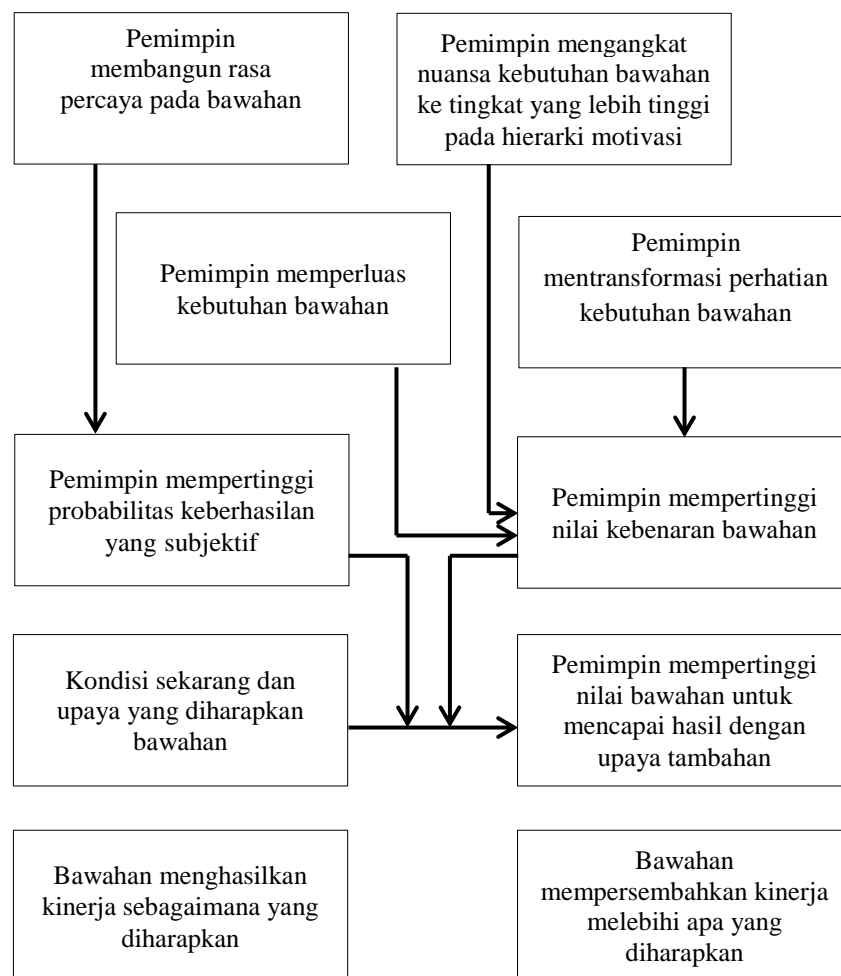 Pemimpin
membangun rasa
percaya pada bawahan
Pemimpin mengangkat
nuansa kebutuhan bawahan
ke tingkat yang lebih tinggi
pada hierarki motivasi
Pemimpin memperluas
kebutuhan bawahan
Pemimpin
mentransformasi perhatian
kebutuhan bawahan
Pemimpin mempertinggi
probabilitas keberhasilan
yang subjektif
Pemimpin mempertinggi
nilai kebenaran bawahan
Kondisi sekarang dan
upaya yang diharapkan
bawahan
Pemimpin mempertinggi
nilai bawahan untuk
mencapai hasil dengan
upaya tambahan
Bawahan menghasilkan
kinerja sebagaimana yang
diharapkan
Bawahan
mempersembahkan kinerja
melebihi apa yang
diharapkan